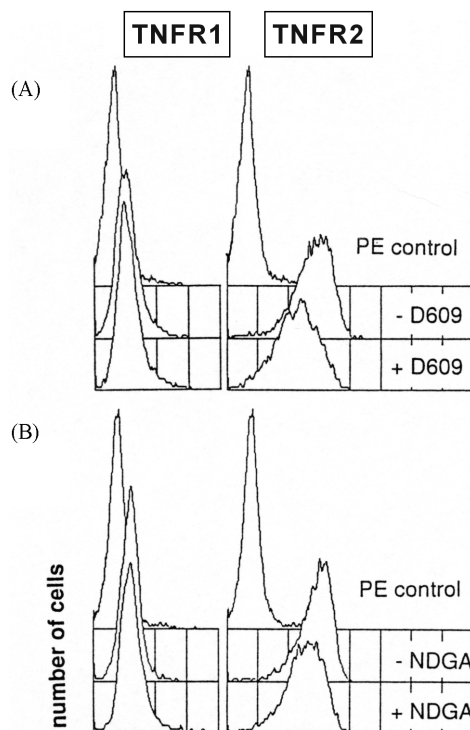 TNFR1 TNFR2
(A)
PE control
- D609
+ D609
(B)
PE control
- NDGA
+ NDGA
number of cells